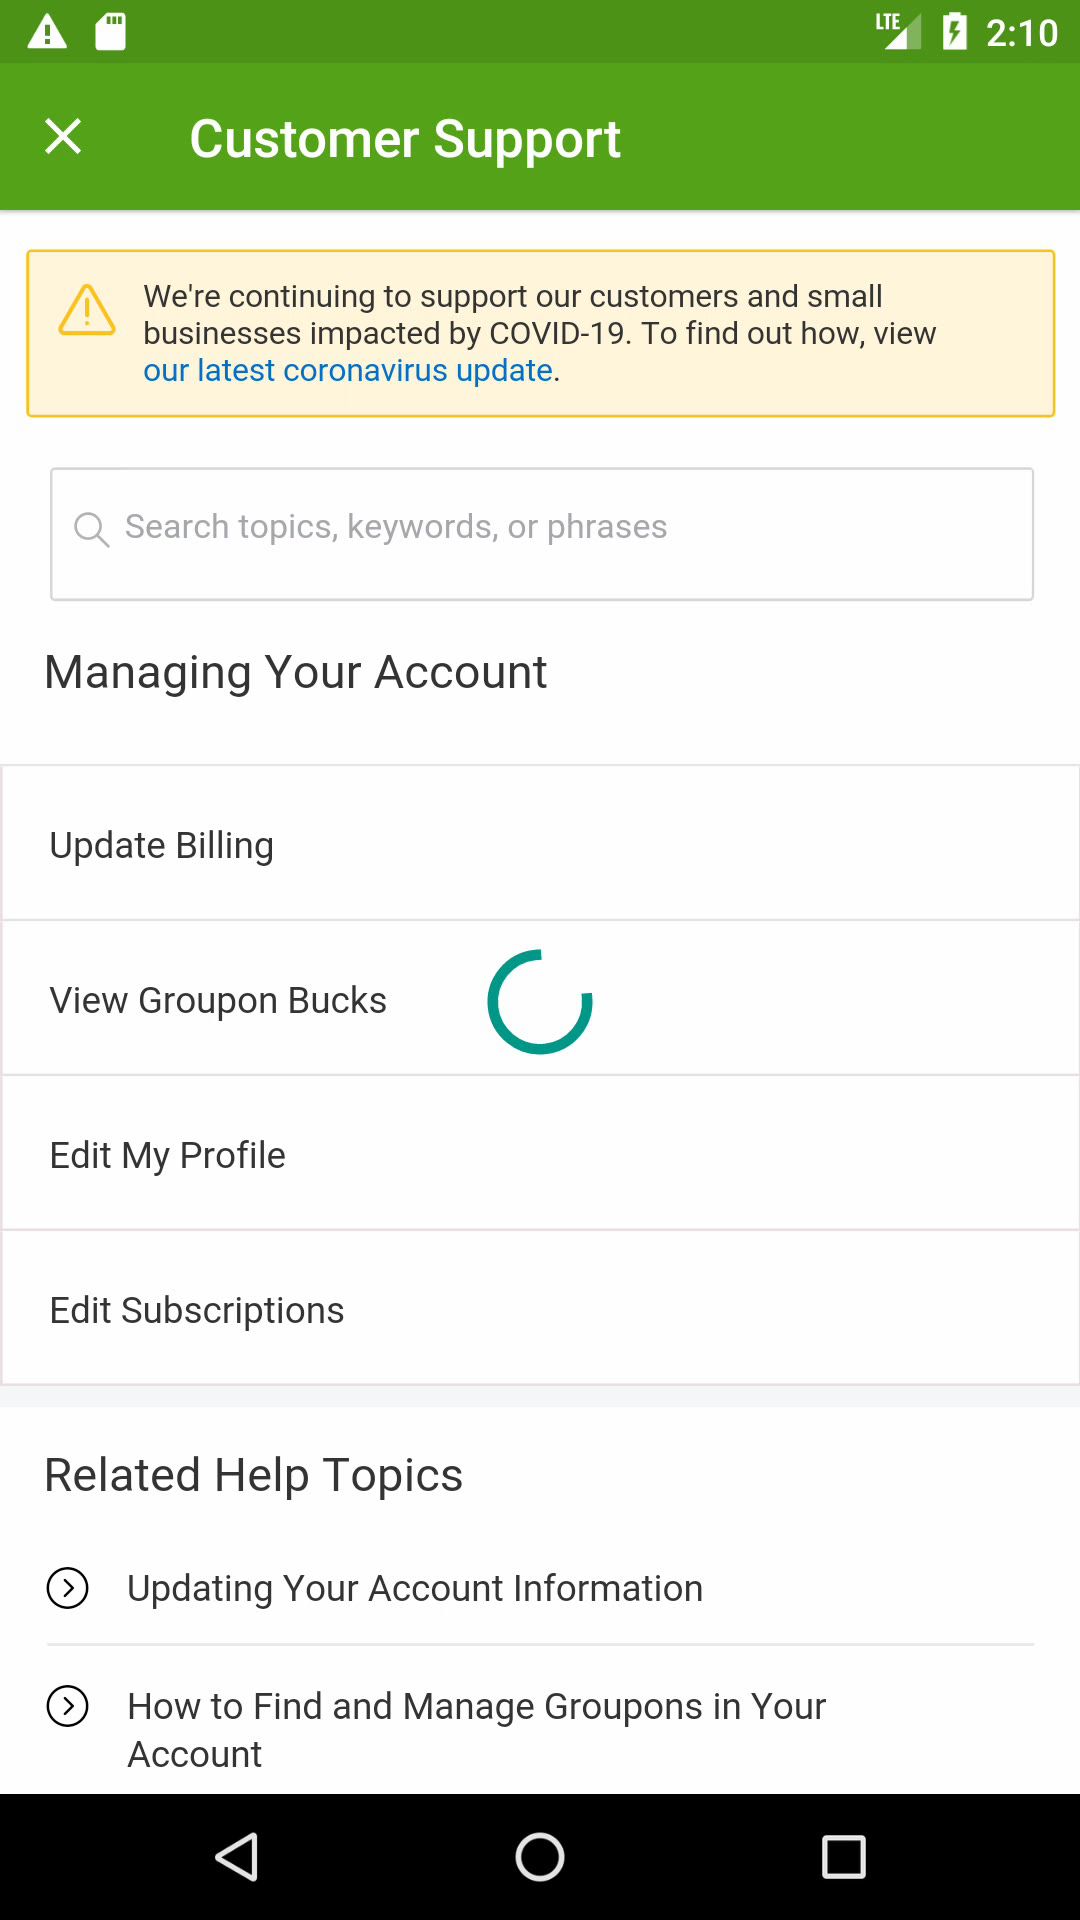 LTE 2:10
Customer Support
We're continuing to support our customers and small
businesses impacted by COVID-19. To find out how, view
our latest coronavirus update.
Search topics, keywords, or phrases
Managing Your Account
Update Billing
View Groupon Bucks
Edit My Profile
Edit Subscriptions
Related Help Topics
Updating Your Account Information
How to Find and Manage Groupons in Your
Account